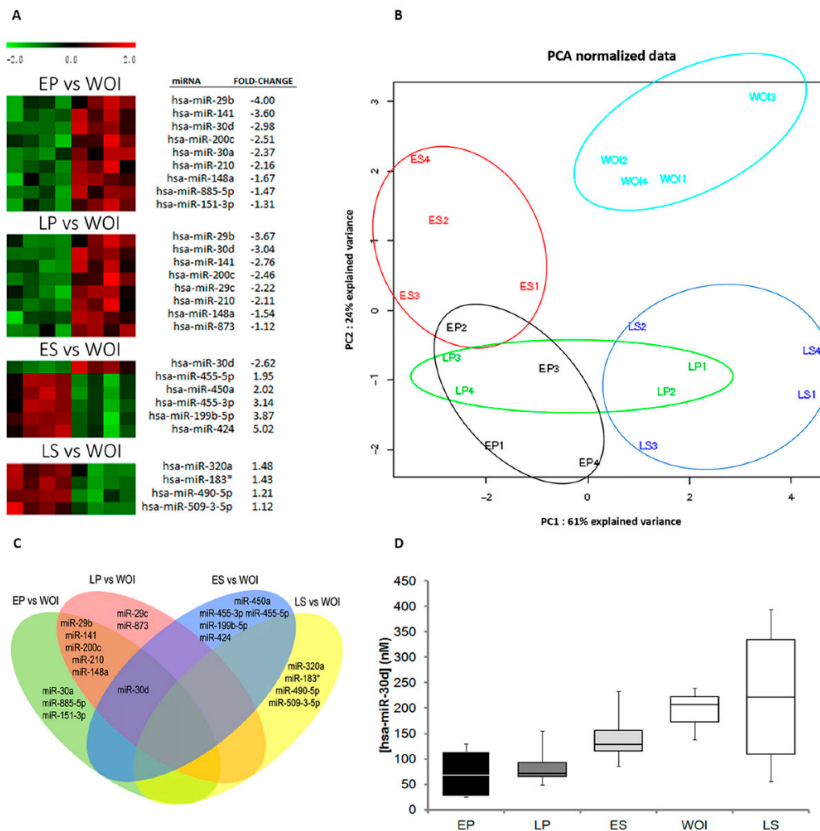 A
-2.0 0.0 2.0
EP vs WOI
miRNA FOLD-CHANGE
hsa-miR-29b -4.00
hsa-miR-141 -3.60
hsa-miR-30d -2.98
hsa-miR-200c -2.51
hsa-miR-30a -2.37
hsa-miR-210 -2.16
hsa-miR-148a -1.67
hsa-miR-885-5p -1.47
hsa-miR-151-3p -1.31
LP vs WOI
hsa-miR-29b -3.67
hsa-miR-30d -3.04
hsa-miR-141 -2.76
hsa-miR-200c -2.46
hsa-miR-29c -2.22
hsa-miR-210 -2.11
hsa-miR-148a -1.54
hsa-miR-873 -1.12
ES vs WOI
hsa-miR-30d -2.62
hsa-miR-455-5p 1.95
hsa-miR-450a 2.02
hsa-miR-455-3p 3.14
hsa-miR-199b-5p 3.87
hsa-miR-424 5.02
LS vs WOI
hsa-miR-320a 1.48
hsa-miR-183* 1.43
hsa-miR-490-5p 1.21
hsa-miR-509-3-5p 1.12
B
PCA normalized data
PC2 : 24% explained variance
3
2
1
0
-1
-2
WOI3
WOI2
WOI4 WOI1
ES4
ES2
ES3
ES1
EP2
LS2
LP3
EP3
LP1
LS4
LP4
LP2
LS1
EP1
LS3
EP4
-2 0 2 4
PC1 : 61% explained variance
C
EP vs WOI
LP vs WOI
ES vs WOI
LS vs WOI
miR-29c
miR-873
miR-29b
miR-141
miR-200c
miR-210
miR-148a
miR-450a
miR-455-3p miR-455-5p
miR-199b-5p
miR-424
miR-30a
miR-885-5p
miR-151-3p
miR-30d
miR-320a
miR-183*
miR-490-5p
miR-509-3-5p
D
[hsa-miR-30d] (nM)
450
400
350
300
250
200
150
100
50
0
EP LP ES WOI LS